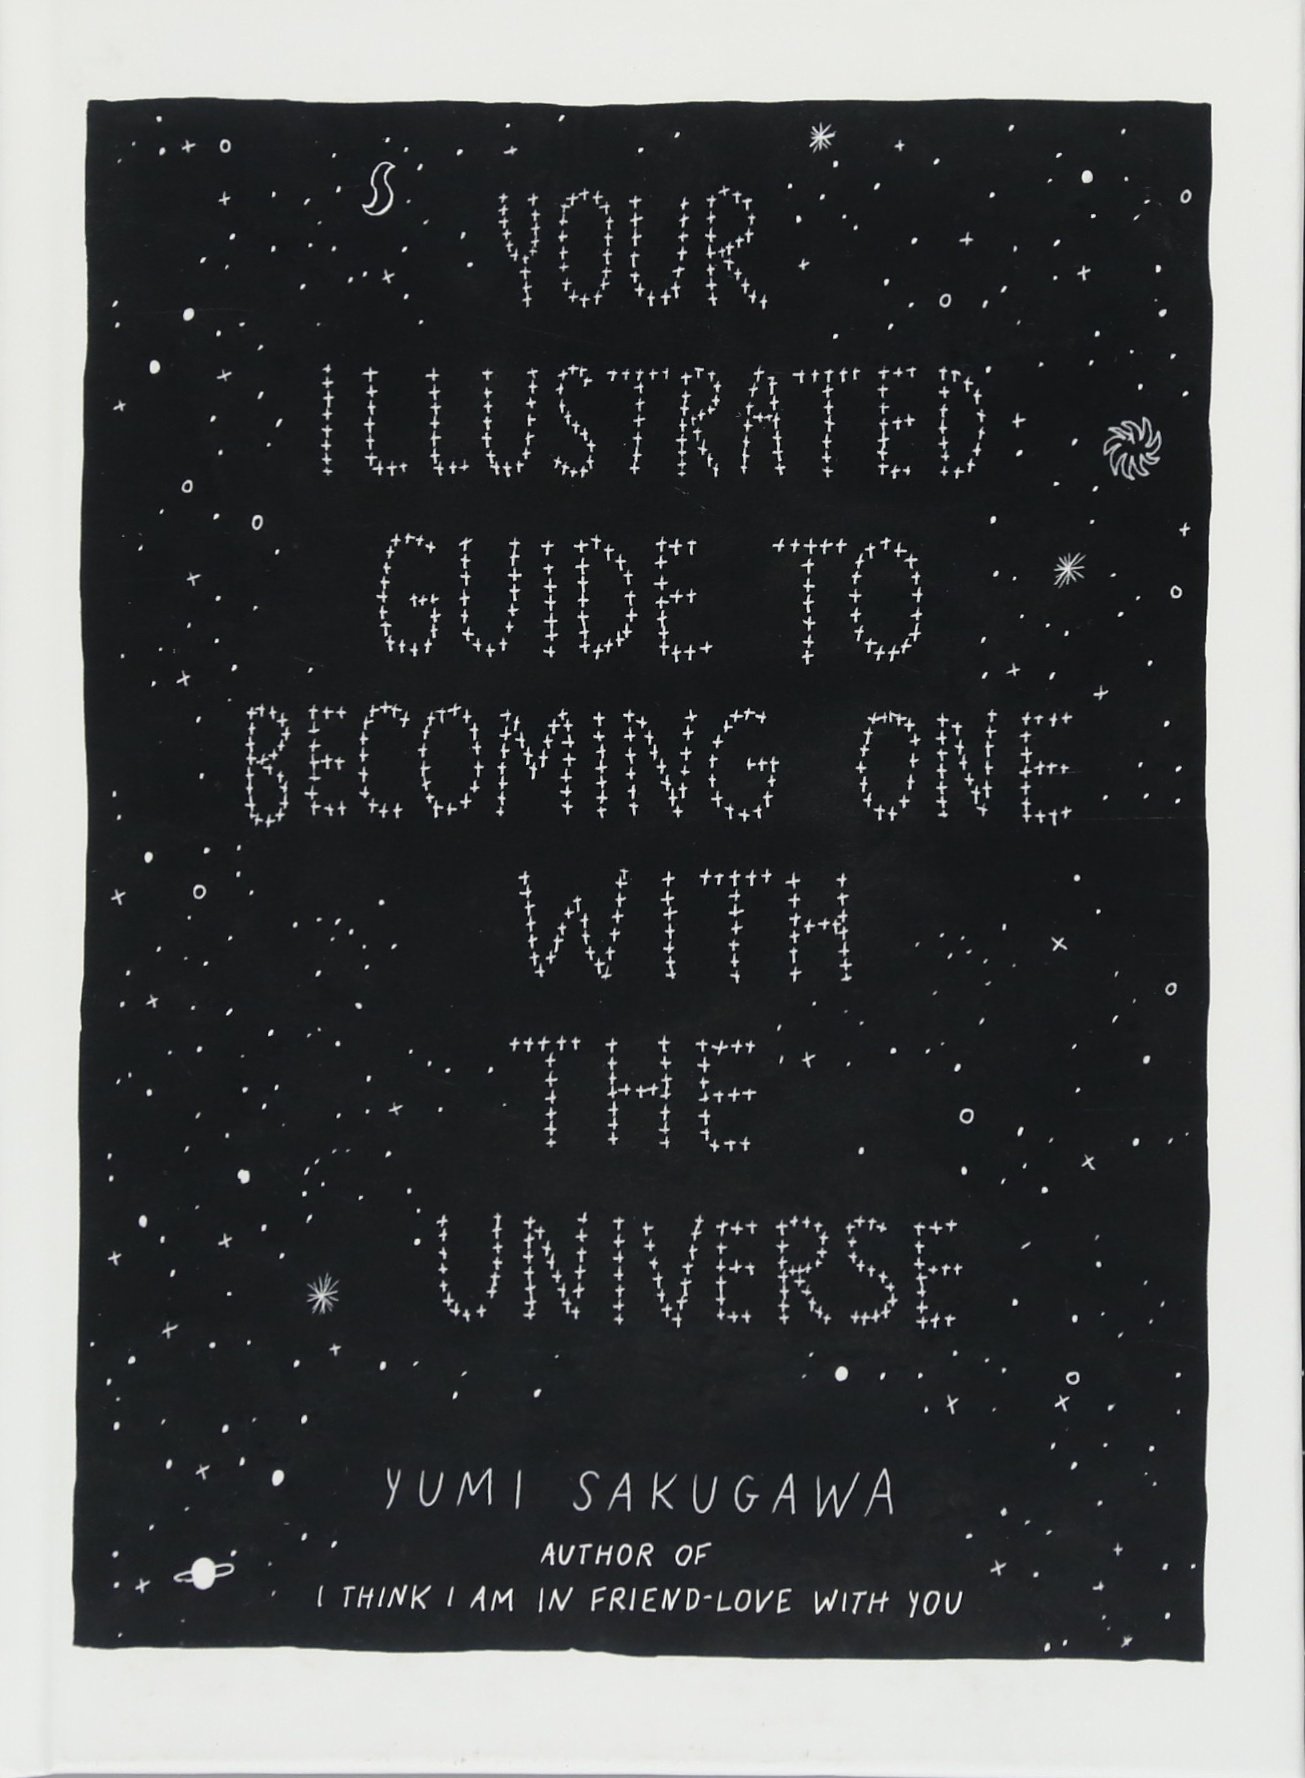 YOUR
ILLUSTRATED
GUIDE TO
BECOMING ONE
WITH
THE
UNIVERSE
YUMI SAKUGAWA
AUTHOR OF
I THINK I AM IN FRIEND-LOVE WITH YOU